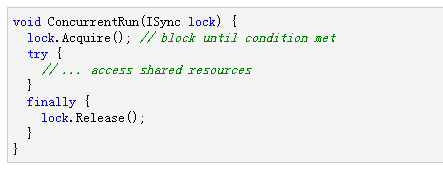 void ConcurrentRun(ISync lock) {
  lock.Acquire(); // block until condition met
  try {
    // ... access shared resources
  }
  finally {
    lock.Release();
  }
}